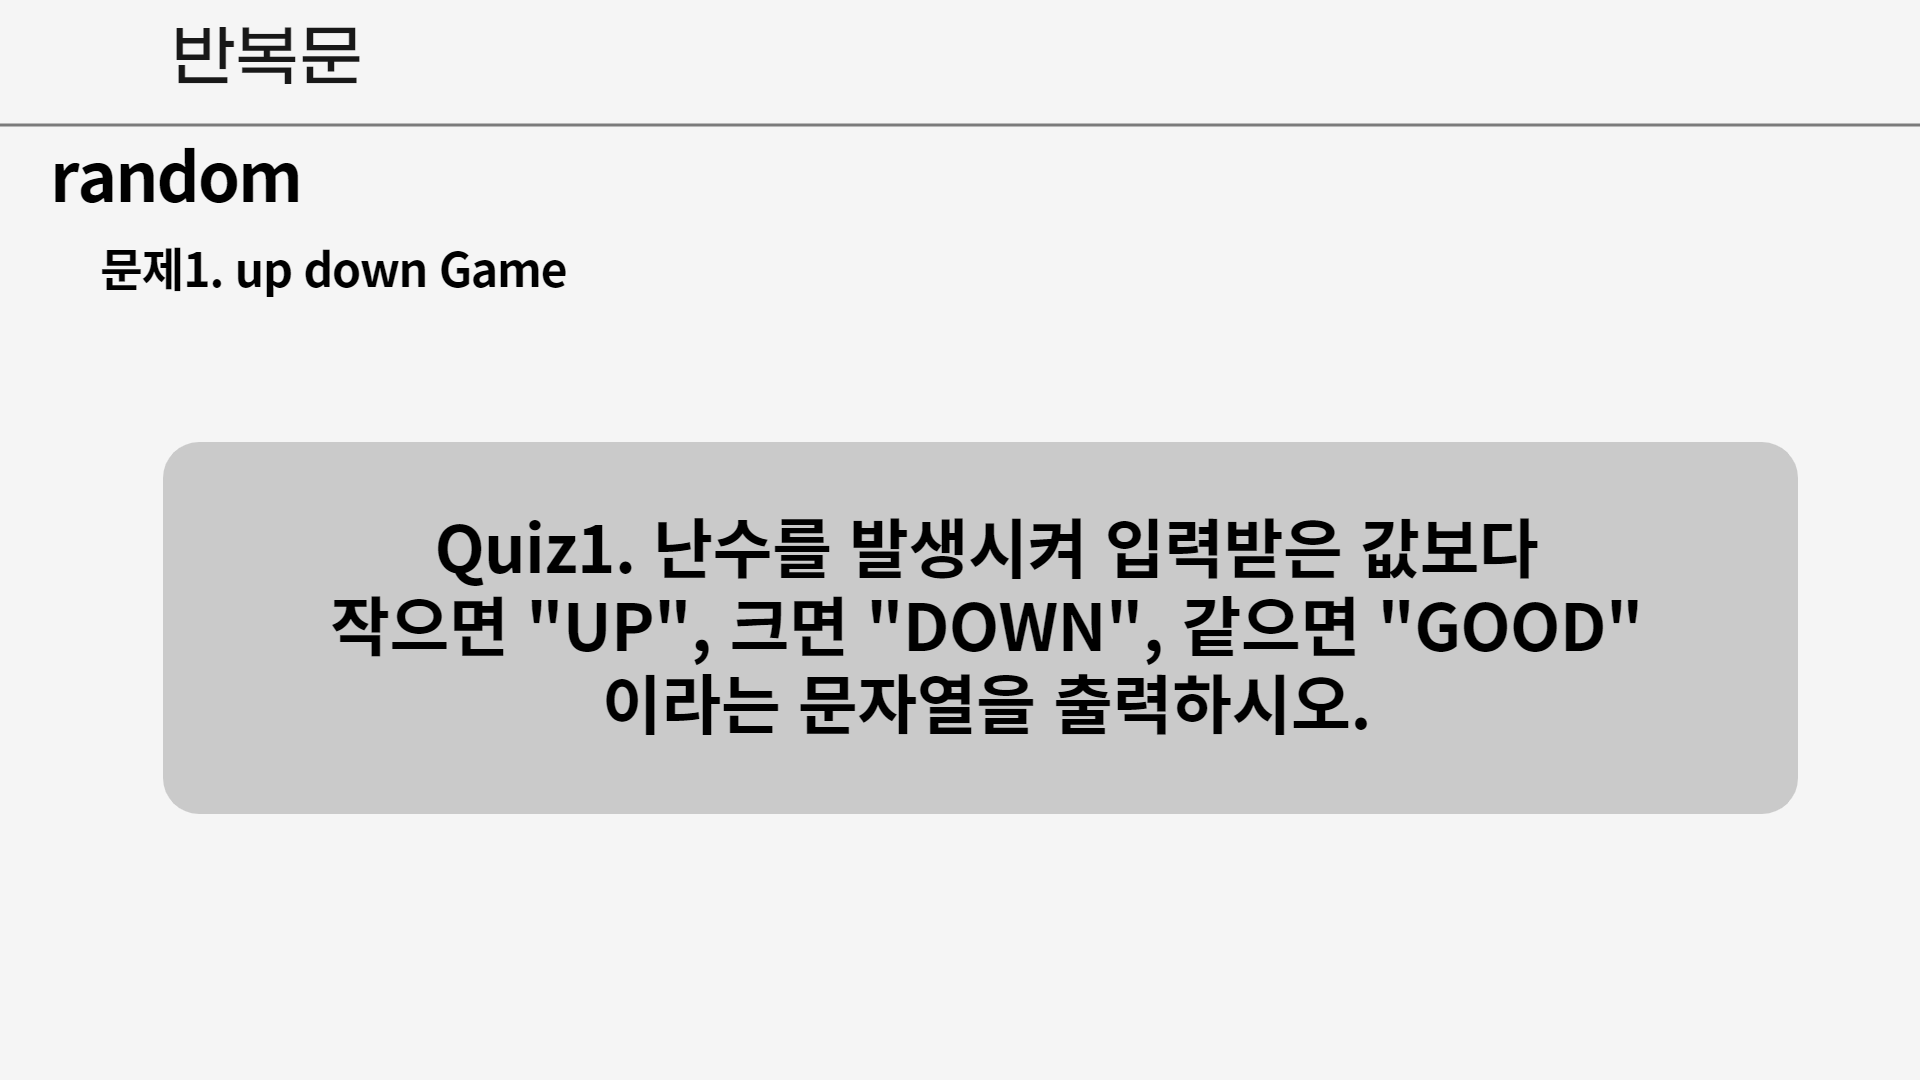 반복문
random
문제1. up down Game
Quiz1. 난수를 발생시켜 입력받은 값보다
작으면 "UP", 크면 "DOWN", 같으면 "GOOD"
이라는 문자열을 출력하시오.